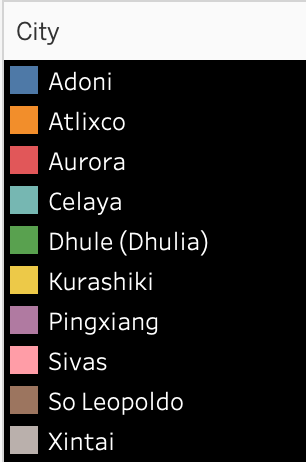 City
Adoni
Atlixco
Aurora
Celaya
Dhule (Dhulia)
Kurashiki
Pingxiang
Sivas
So Leopoldo
Xintai